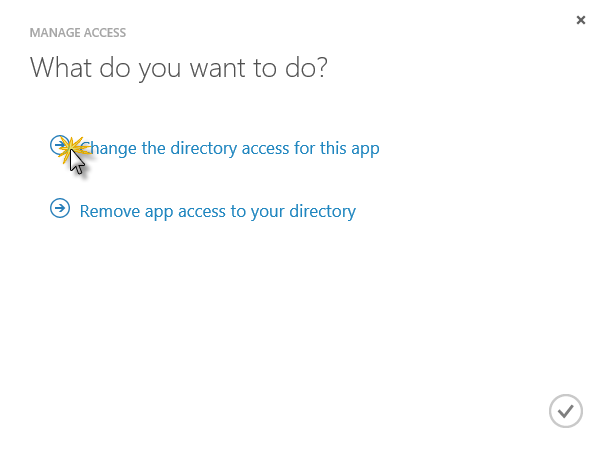 MANAGE ACCESS
What do you want to do?
Change the directory access for this app
Remove app access to your directory